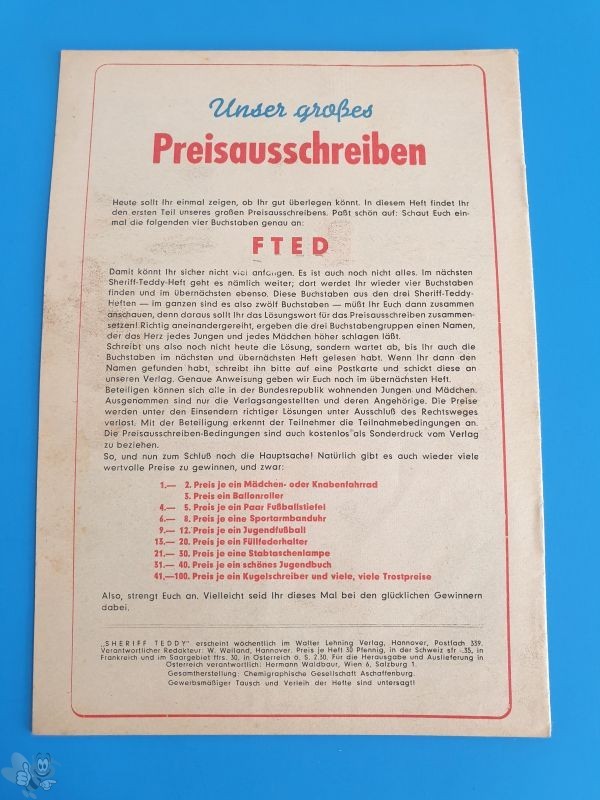 Unser großes
Preisausschreiben
Heute sollt Ihr einmal zeigen, ob Ihr gut überlegen könnt. In diesem Heft findet Ihr
den ersten Teil unseres großen Preisausschreibens. Paßt schön auf: Schaut Euch ein-
mal die folgenden vier Buchstaben genau an:
FTED
Damit könnt Ihr sicher nicht viel anfangen. Es ist auch noch nicht alles. Im nächsten
Sheriff-Teddy-Heft geht es nämlich weiter; dort werdet Ihr wieder vier Buchstaben
finden und im übernächsten ebenso. Diese Buchstaben aus den drei Sheriff-Teddy-
Heften — im ganzen sind es also zwölf Buchstaben — müßt Ihr Euch dann zusammen
anschauen, denn daraus sollt Ihr das Lösungswort für das Preisausschreiben zusammen-
setzen! Richtig aneinandergereiht, ergeben die drei Buchstabengruppen einen Namen,
der das Herz jedes Jungen und jedes Mädchen höher schlagen läßt.
Schreibt uns also noch nicht heute die Lösung, sondern wartet ab, bis Ihr auch die
Buchstaben im nächsten und übernächsten Heft gelesen habt. Wenn Ihr dann den
Namen gefunden habt, schreibt ihn bitte auf eine Postkarte und schickt diese an
unseren Verlag. Genaue Anweisung geben wir Euch noch im übernächsten Heft.
Beteiligen können sich alle in der Bundesrepublik wohnenden Jungen und Mädchen.
Ausgenommen sind nur die Verlagsangestellten und deren Angehörige. Die Preise
werden unter den Einsendern richtiger Lösungen unter Ausschluß des Rechtsweges
verlost. Mit der Beteiligung erkennt der Teilnehmer die Teilnahmebedingungen an.
Die Preisausschreiben-Bedingungen sind auch kostenlos als Sonderdruck vom Verlag
zu beziehen.
So, und nun zum Schluß noch die Hauptsache! Natürlich gibt es auch wieder viele
wertvolle Preise zu gewinnen, und zwar:
1.— 2. Preis je ein Mädchen- oder Knabenfahrrad
3. Preis ein Ballonroller
4.— 5. Preis je ein Paar Fußballstiefel
6.— 8. Preis je eine Sportarmbanduhr
9.— 12. Preis je ein Jugendfußball
13.— 20. Preis je ein Füllfederhalter
21.— 30. Preis je eine Stabtaschenlampe
31.— 40. Preis je ein schönes Jugendbuch
41.—100. Preis je ein Kugelschreiber und viele, viele Trostpreise
Also, strengt Euch an. Vielleicht seid Ihr dieses Mal bei den glücklichen Gewinnern
dabei.
„SHERIFF TEDDY" erscheint wöchentlich im Walter Lehning Verlag, Hannover, Postfach 339.
Verantwortlicher Redakteur: W. Weiland, Hannover. Preis je Heft 30 Pfennig, in der Schweiz sfr -.35, in
Frankreich und im Saargebiet ffrs. 30, in Österreich ö. S. 2.30. Für die Herausgabe und Auslieferung in
Österreich verantwortlich: Hermann Waldbaur, Wien 6, Salzburg 1.
Gesamtherstellung: Chemigraphische Gesellschaft Aschaffenburg.
Gewerbsmäßiger Tausch und Verleih der Hefte sind untersagt!